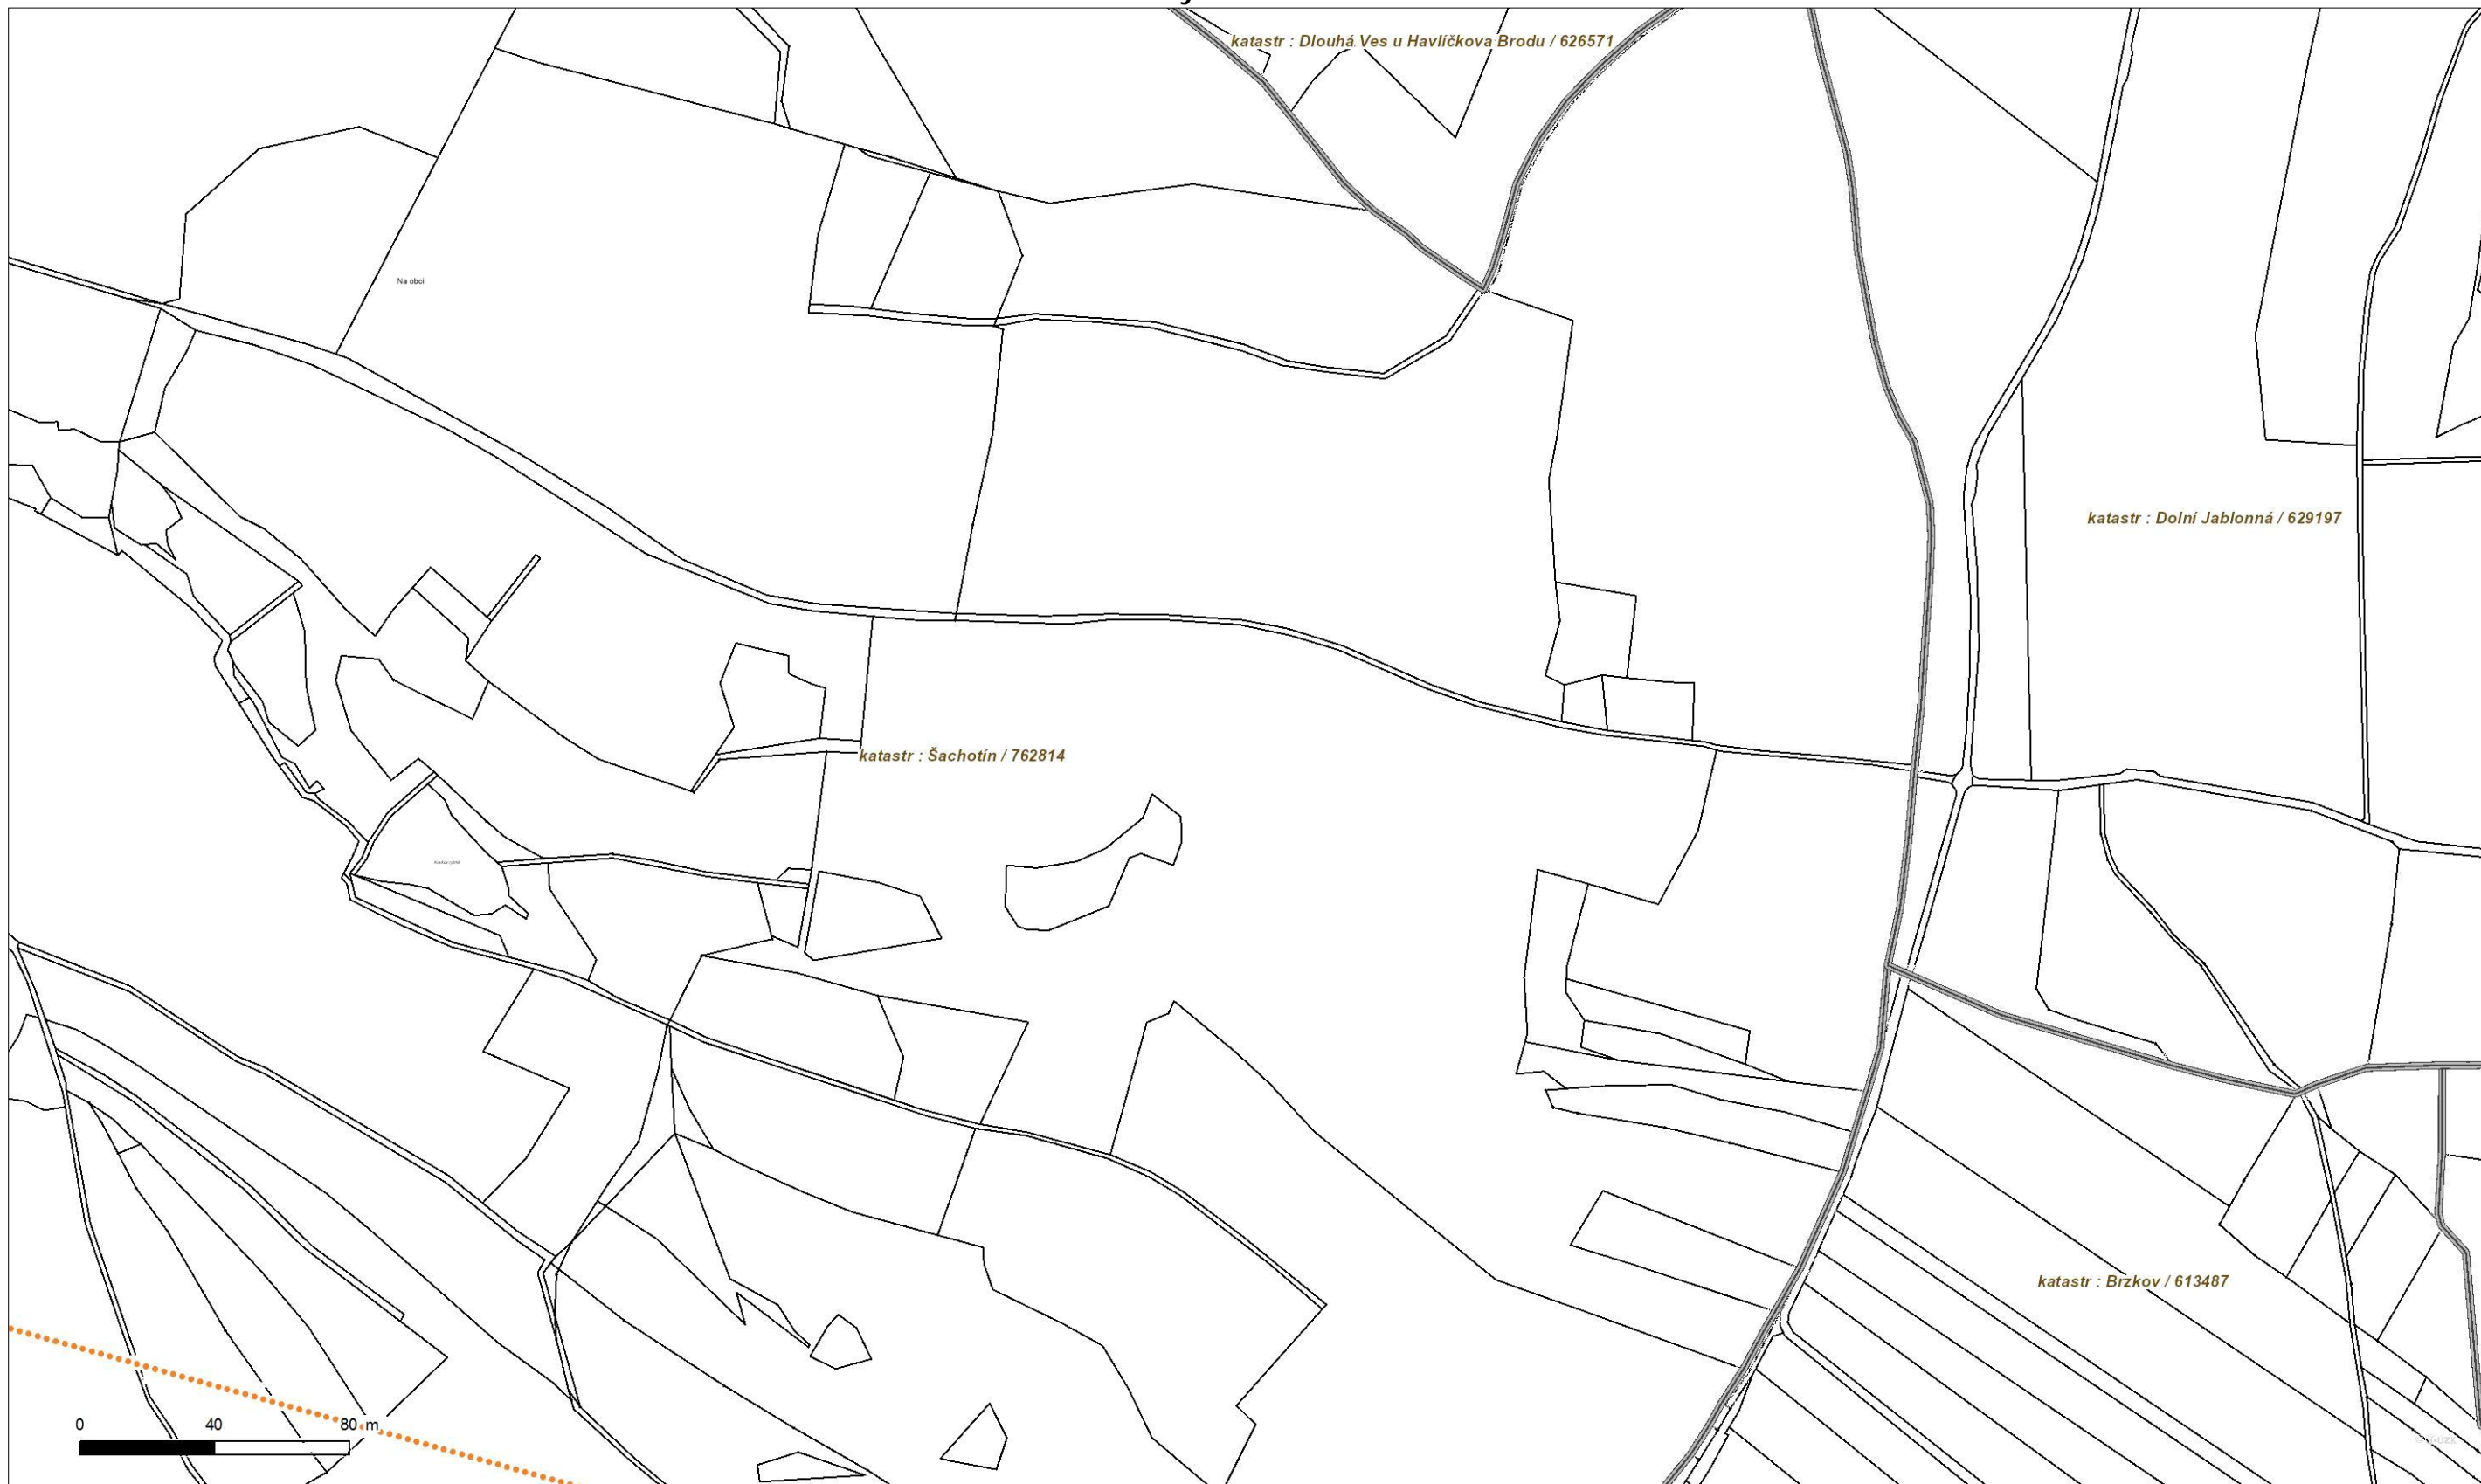 katastr : Dlouhá Ves u Havlíčkova Brodu / 626571
Na obci
katastr : Dolní Jablonná / 629197
katastr : Šachotín / 762814
katastr : Brzkov / 613487
0 40 80 m